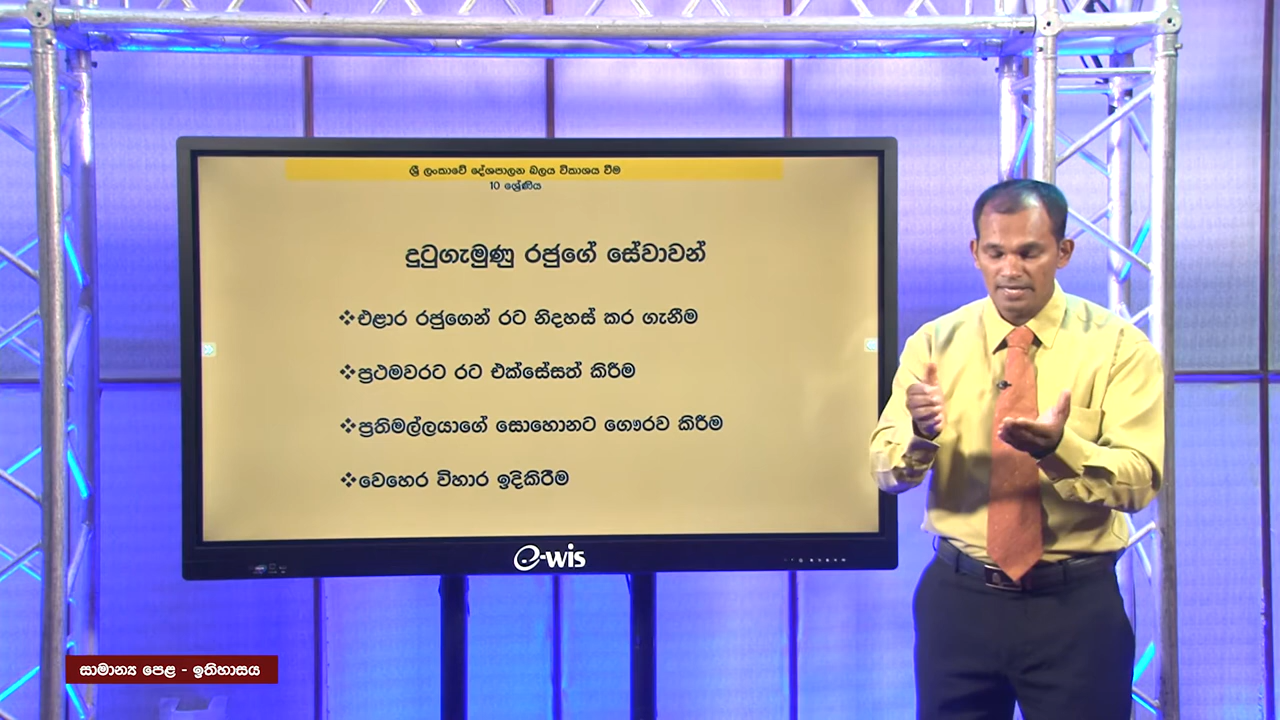 ශ්‍රී ලංකාවේ දේශපාලන බලය විකාශය වීම
10 ශ්‍රේණිය
දුටුගැමුණු රජුගේ සේවාවන්
❖එළාර රජුගෙන් රට නිදහස් කර ගැනීම
❖ප්‍රථමවරට රට එක්සේසත් කිරීම
❖ප්‍රතිමල්ලයාගේ සොහොනට ගෞරව කිරීම
❖වෙහෙර විහාර ඉදිකිරීම
e-wis
සාමාන්‍ය පෙළ - ඉතිහාසය